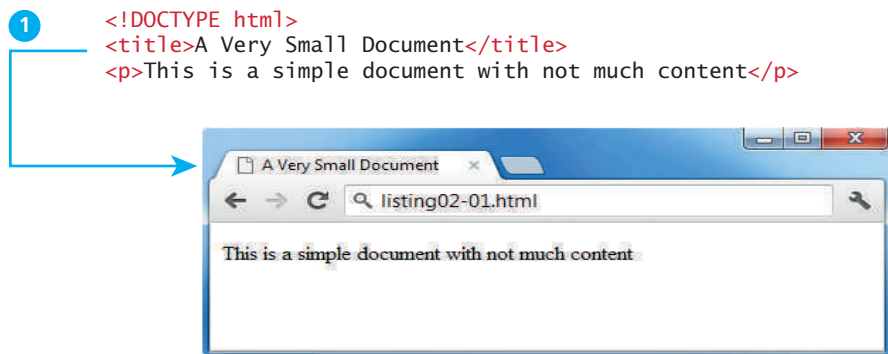 1
<!DOCTYPE html>
<title>A Very Small Document</title>
<p>This is a simple document with not much content</p>
A Very Small Document
listing02-01.html
This is a simple document with not much content